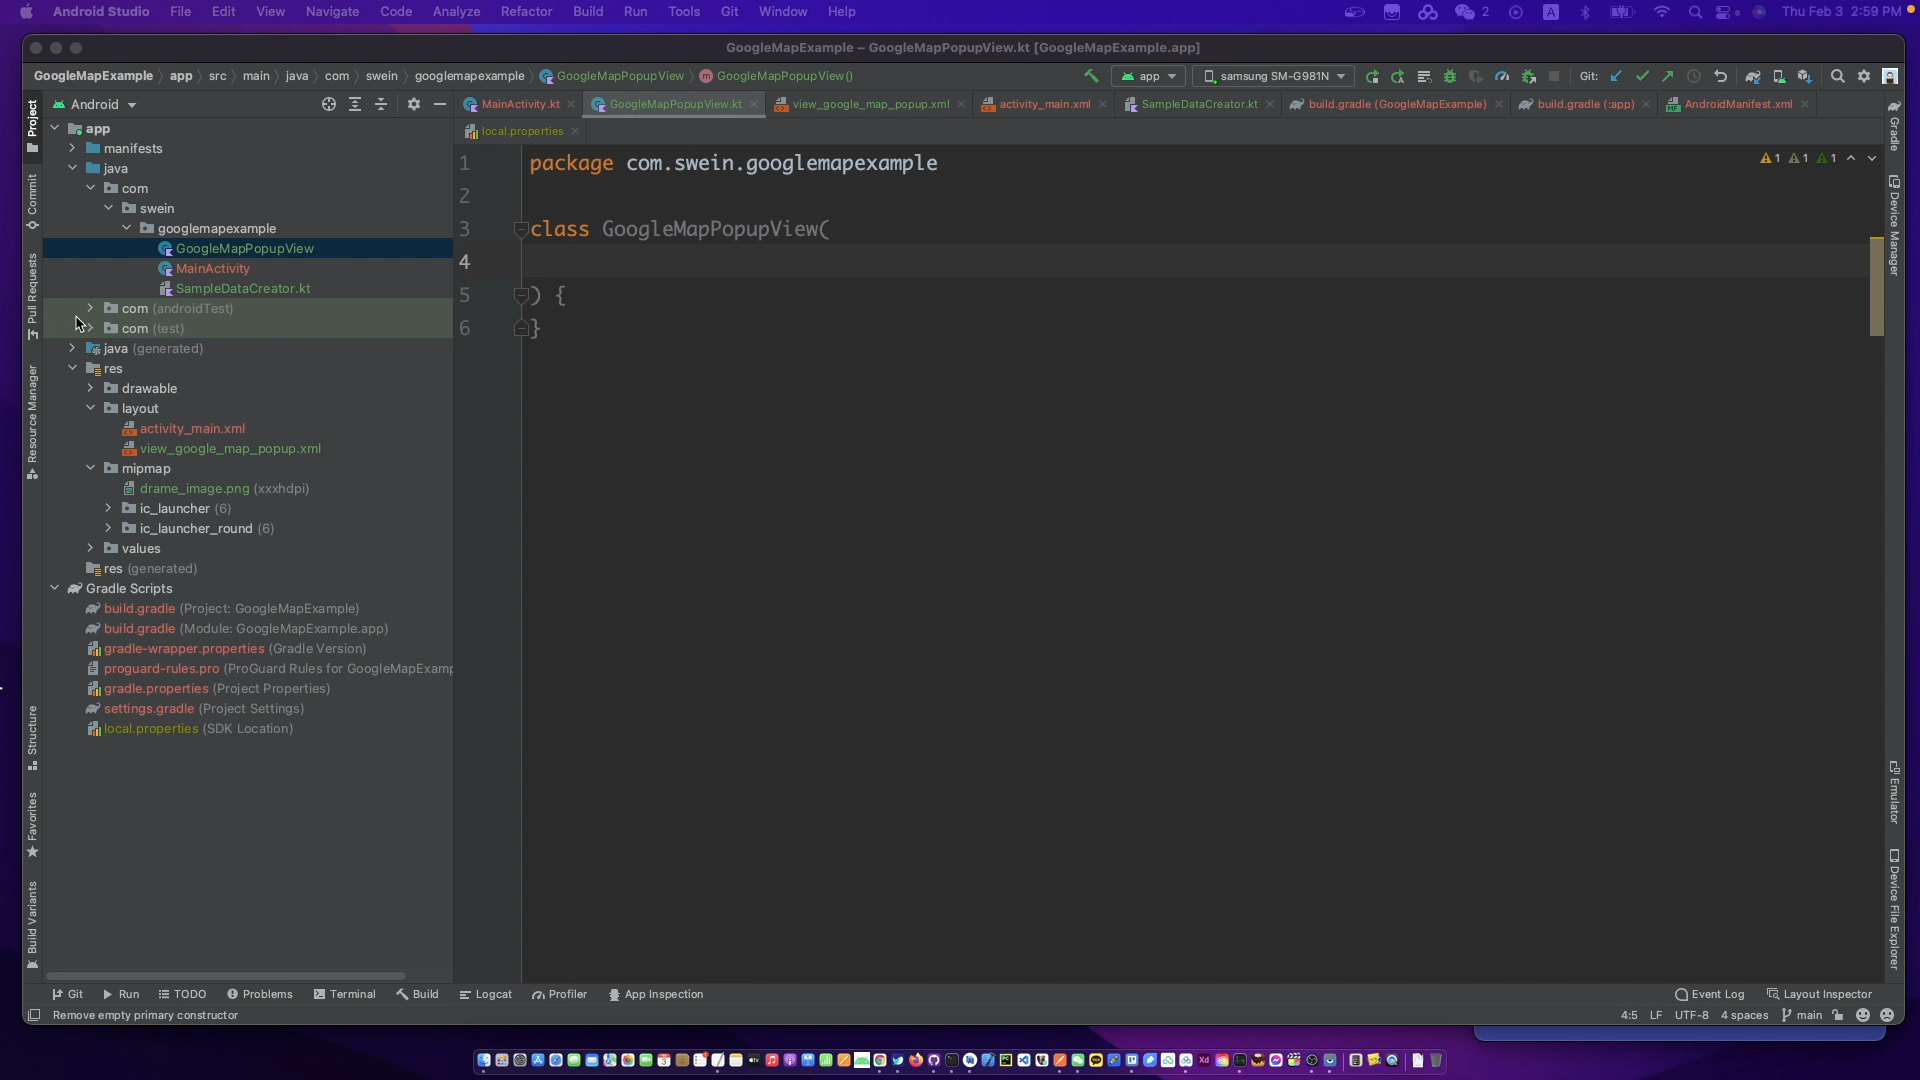 Android Studio File Edit View Navigate Code Analyze Refactor Build Run Tools Git Window Help 2 A Thu Feb 3 2:59 PM
GoogleMapExample – GoogleMapPopupView.kt [GoogleMapExample.app]
GoogleMapExample app src main java com swein googlemapexample GoogleMapPopupView GoogleMapPopupView() app samsung SM-G981N Git:
Android MainActivity.kt GoogleMapPopupView.kt view_google_map_popup.xml activity_main.xml SampleDataCreator.kt build.gradle (GoogleMapExample) build.gradle (:app) AndroidManifest.xml
local.properties
Project
Commit
Pull Requests
Resource Manager
Structure
Favorites
Build Variants
app
manifests
java
com
swein
googlemapexample
GoogleMapPopupView
MainActivity
SampleDataCreator.kt
com (androidTest)
com (test)
java (generated)
res
drawable
layout
activity_main.xml
view_google_map_popup.xml
mipmap
drame_image.png (xxxhdpi)
ic_launcher (6)
ic_launcher_round (6)
values
res (generated)
Gradle Scripts
build.gradle (Project: GoogleMapExample)
build.gradle (Module: GoogleMapExample.app)
gradle-wrapper.properties (Gradle Version)
proguard-rules.pro (ProGuard Rules for GoogleMapExamp
gradle.properties (Project Properties)
settings.gradle (Project Settings)
local.properties (SDK Location)
1 package com.swein.googlemapexample
2
3 class GoogleMapPopupView(
4
5 ) {
6 }
1 1 1
Gradle
Device Manager
Emulator
Device File Explorer
Git Run TODO Problems Terminal Build Logcat Profiler App Inspection Event Log Layout Inspector
Remove empty primary constructor 4:5 LF UTF-8 4 spaces main